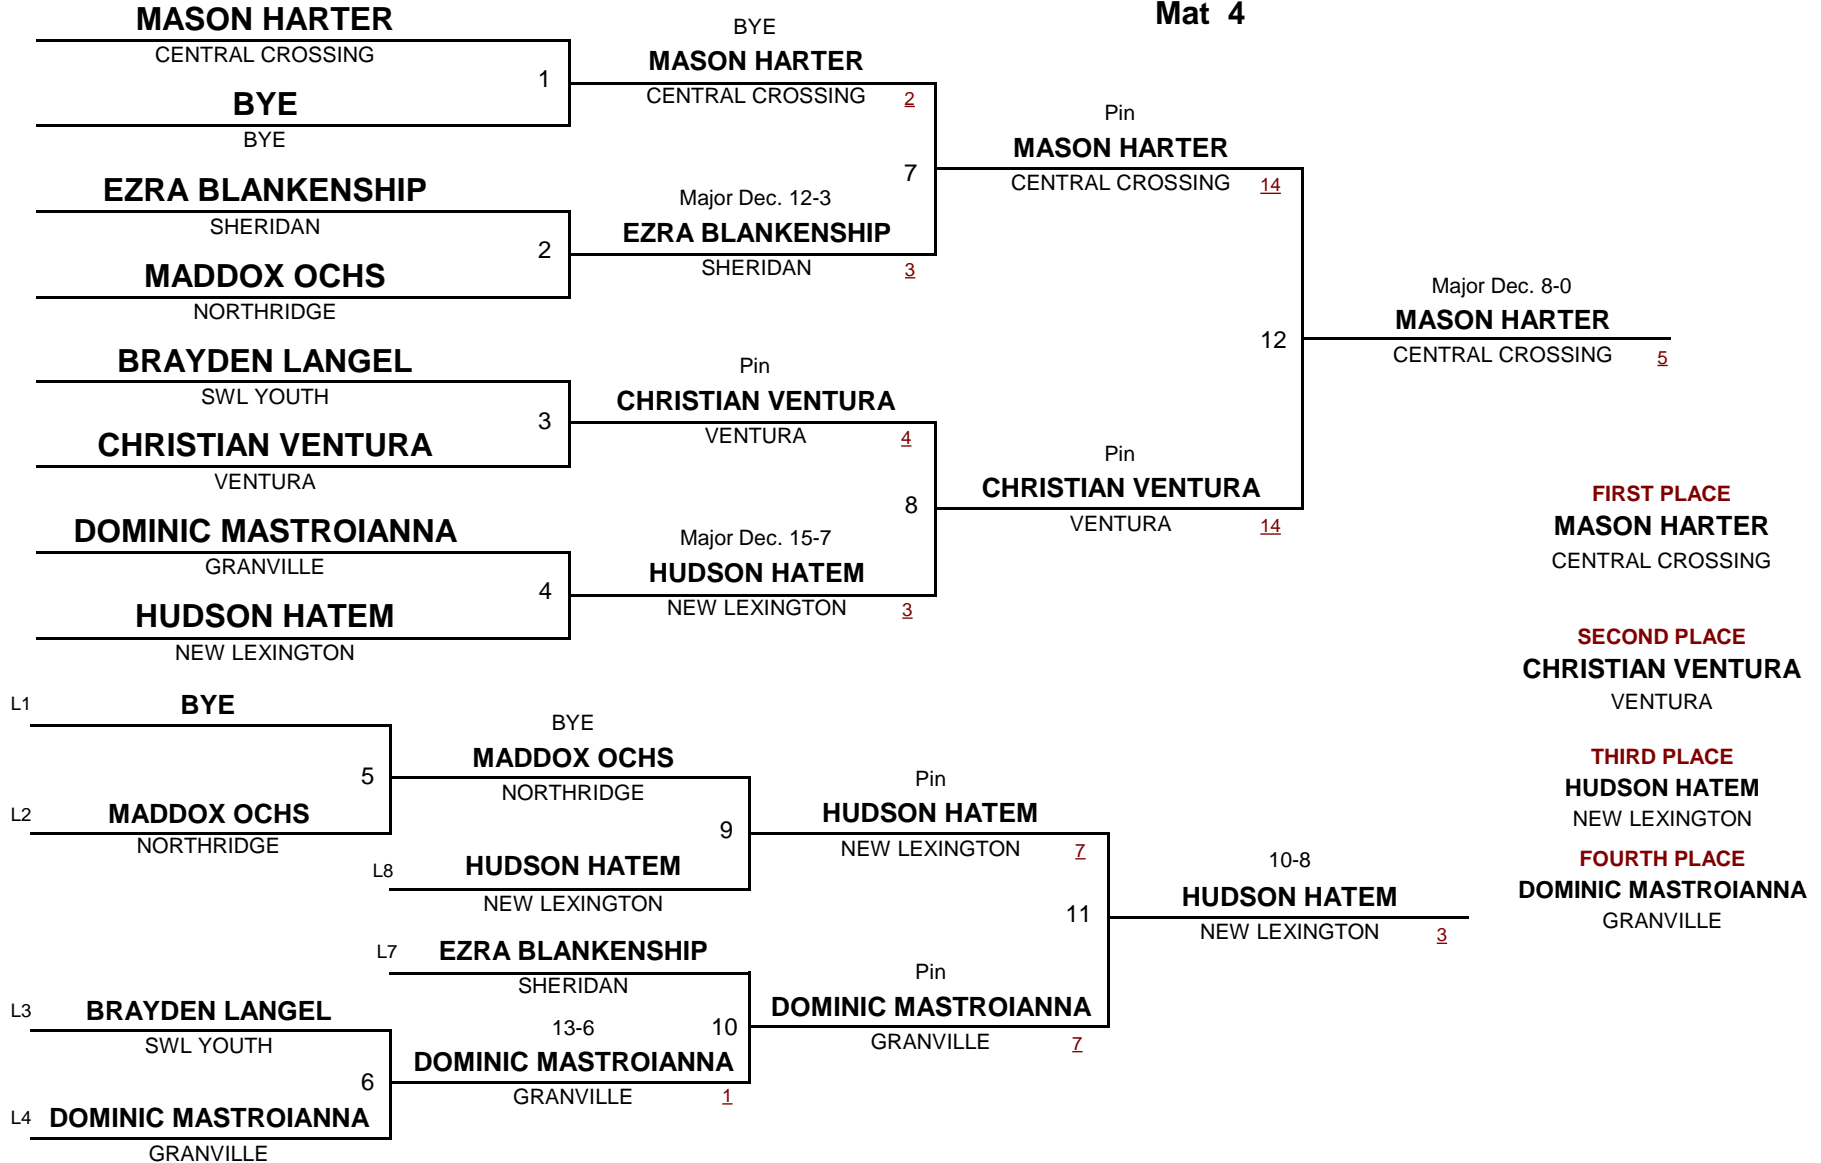 Mat 4
MASON HARTER
CENTRAL CROSSING
1
BYE
BYE
EZRA BLANKENSHIP
SHERIDAN
2
MADDOX OCHS
NORTHRIDGE
BRAYDEN LANGEL
SWL YOUTH
3
CHRISTIAN VENTURA
VENTURA
DOMINIC MASTROIANNA
GRANVILLE
4
HUDSON HATEM
NEW LEXINGTON
BYE
MASON HARTER
CENTRAL CROSSING 2
7
Major Dec. 12-3
EZRA BLANKENSHIP
SHERIDAN 3
Pin
CHRISTIAN VENTURA
VENTURA 4
8
Major Dec. 15-7
HUDSON HATEM
NEW LEXINGTON 3
Pin
MASON HARTER
CENTRAL CROSSING 14
12
Pin
CHRISTIAN VENTURA
VENTURA 14
Major Dec. 8-0
MASON HARTER
CENTRAL CROSSING 5
FIRST PLACE
MASON HARTER
CENTRAL CROSSING
SECOND PLACE
CHRISTIAN VENTURA
VENTURA
THIRD PLACE
HUDSON HATEM
NEW LEXINGTON
FOURTH PLACE
DOMINIC MASTROIANNA
GRANVILLE
L1 BYE
5
L2 MADDOX OCHS
NORTHRIDGE
BYE
MADDOX OCHS
NORTHRIDGE
9
L8 HUDSON HATEM
NEW LEXINGTON
L7 EZRA BLANKENSHIP
SHERIDAN
L3 BRAYDEN LANGEL
SWL YOUTH
6
L4 DOMINIC MASTROIANNA
GRANVILLE
13-6
10
DOMINIC MASTROIANNA
GRANVILLE 1
Pin
HUDSON HATEM
NEW LEXINGTON 7
11
Pin
DOMINIC MASTROIANNA
GRANVILLE 7
10-8
HUDSON HATEM
NEW LEXINGTON 3